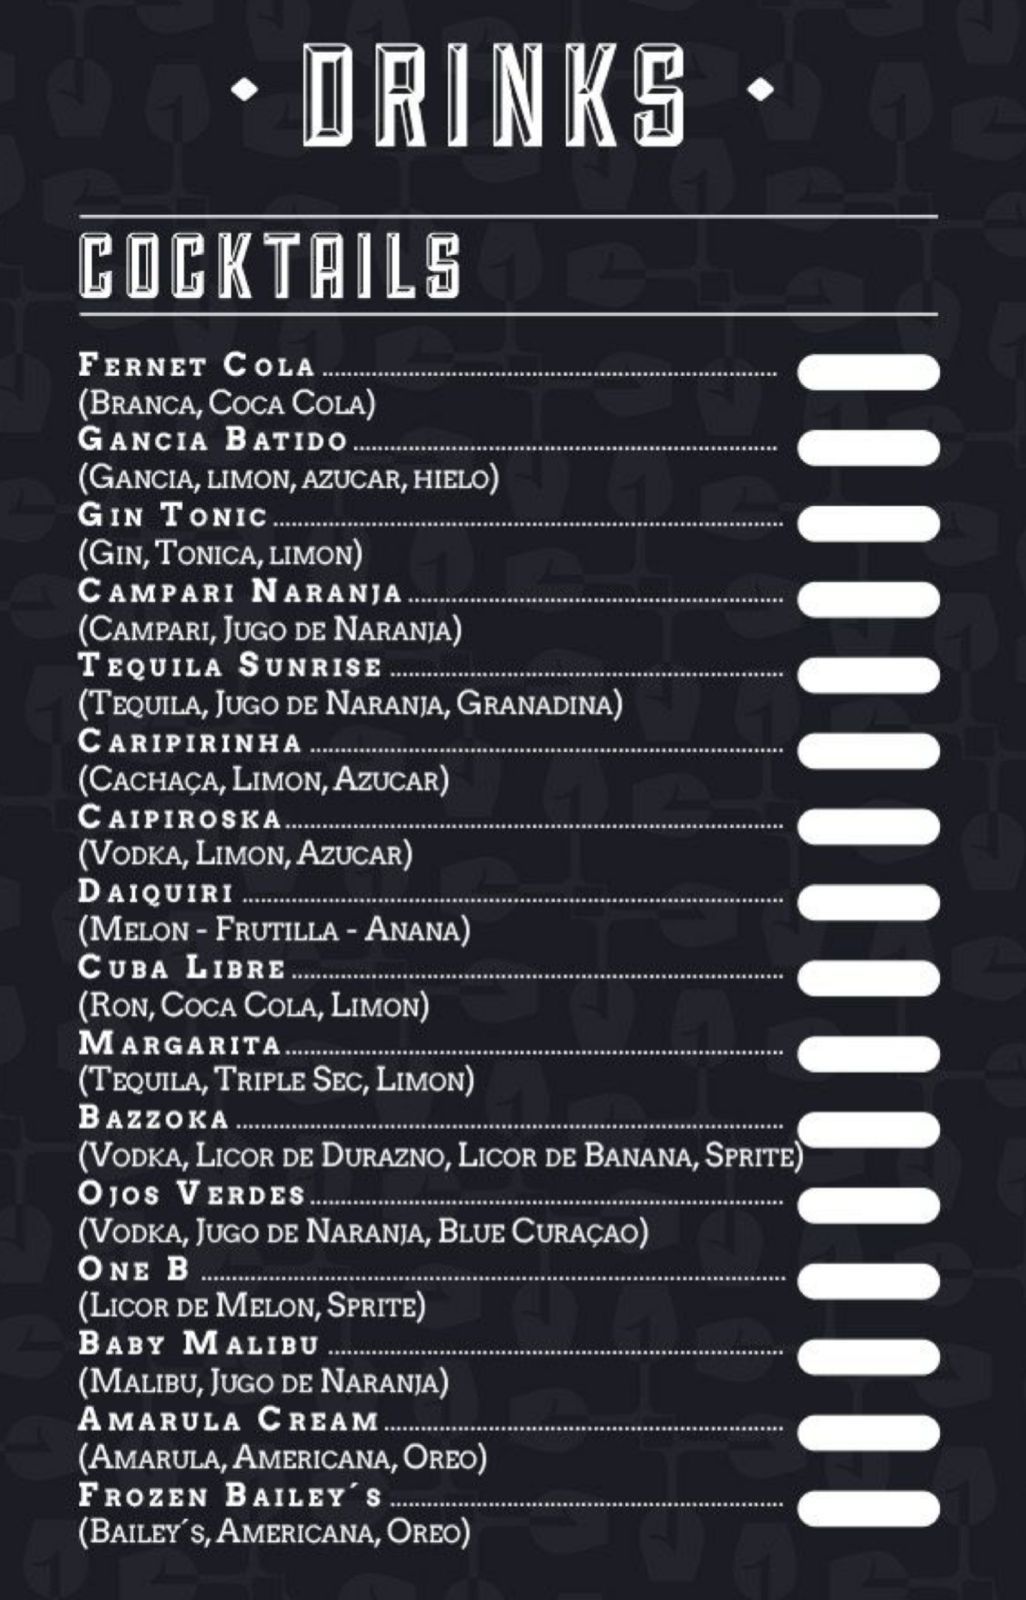 DRINKS
COCKTAILS
FERNET COLA
(BRANCA, COCA COLA)
GANCIA BATIDO
(GANCIA, LIMON, AZUCAR, HIELO)
GIN TONIC
(GIN, TONICA, LIMON)
CAMPARI NARANJA
(CAMPARI, JUGO DE NARANJA)
TEQUILA SUNRISE
(TEQUILA, JUGO DE NARANJA, GRANADINA)
CARIPIRINHA
(CACHAÇA, LIMON, AZUCAR)
CAIPIROSKA
(VODKA, LIMON, AZUCAR)
DAIQUIRI
(MELON - FRUTILLA - ANANA)
CUBA LIBRE
(RON, COCA COLA, LIMON)
MARGARITA
(TEQUILA, TRIPLE SEC, LIMON)
BAZZOKA
(VODKA, LICOR DE DURAZNO, LICOR DE BANANA, SPRITE)
OJOS VERDES
(VODKA, JUGO DE NARANJA, BLUE CURAÇAO)
ONE B
(LICOR DE MELON, SPRITE)
BABY MALIBU
(MALIBU, JUGO DE NARANJA)
AMARULA CREAM
(AMARULA, AMERICANA, OREO)
FROZEN BAILEY´S
(BAILEY´S, AMERICANA, OREO)